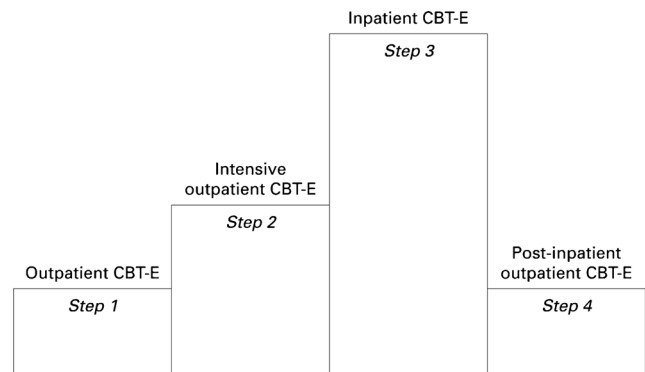 Inpatient CBT-E
Step 3
Intensive
outpatient CBT-E
Step 2
Outpatient CBT-E
Step 1
Post-inpatient
outpatient CBT-E
Step 4